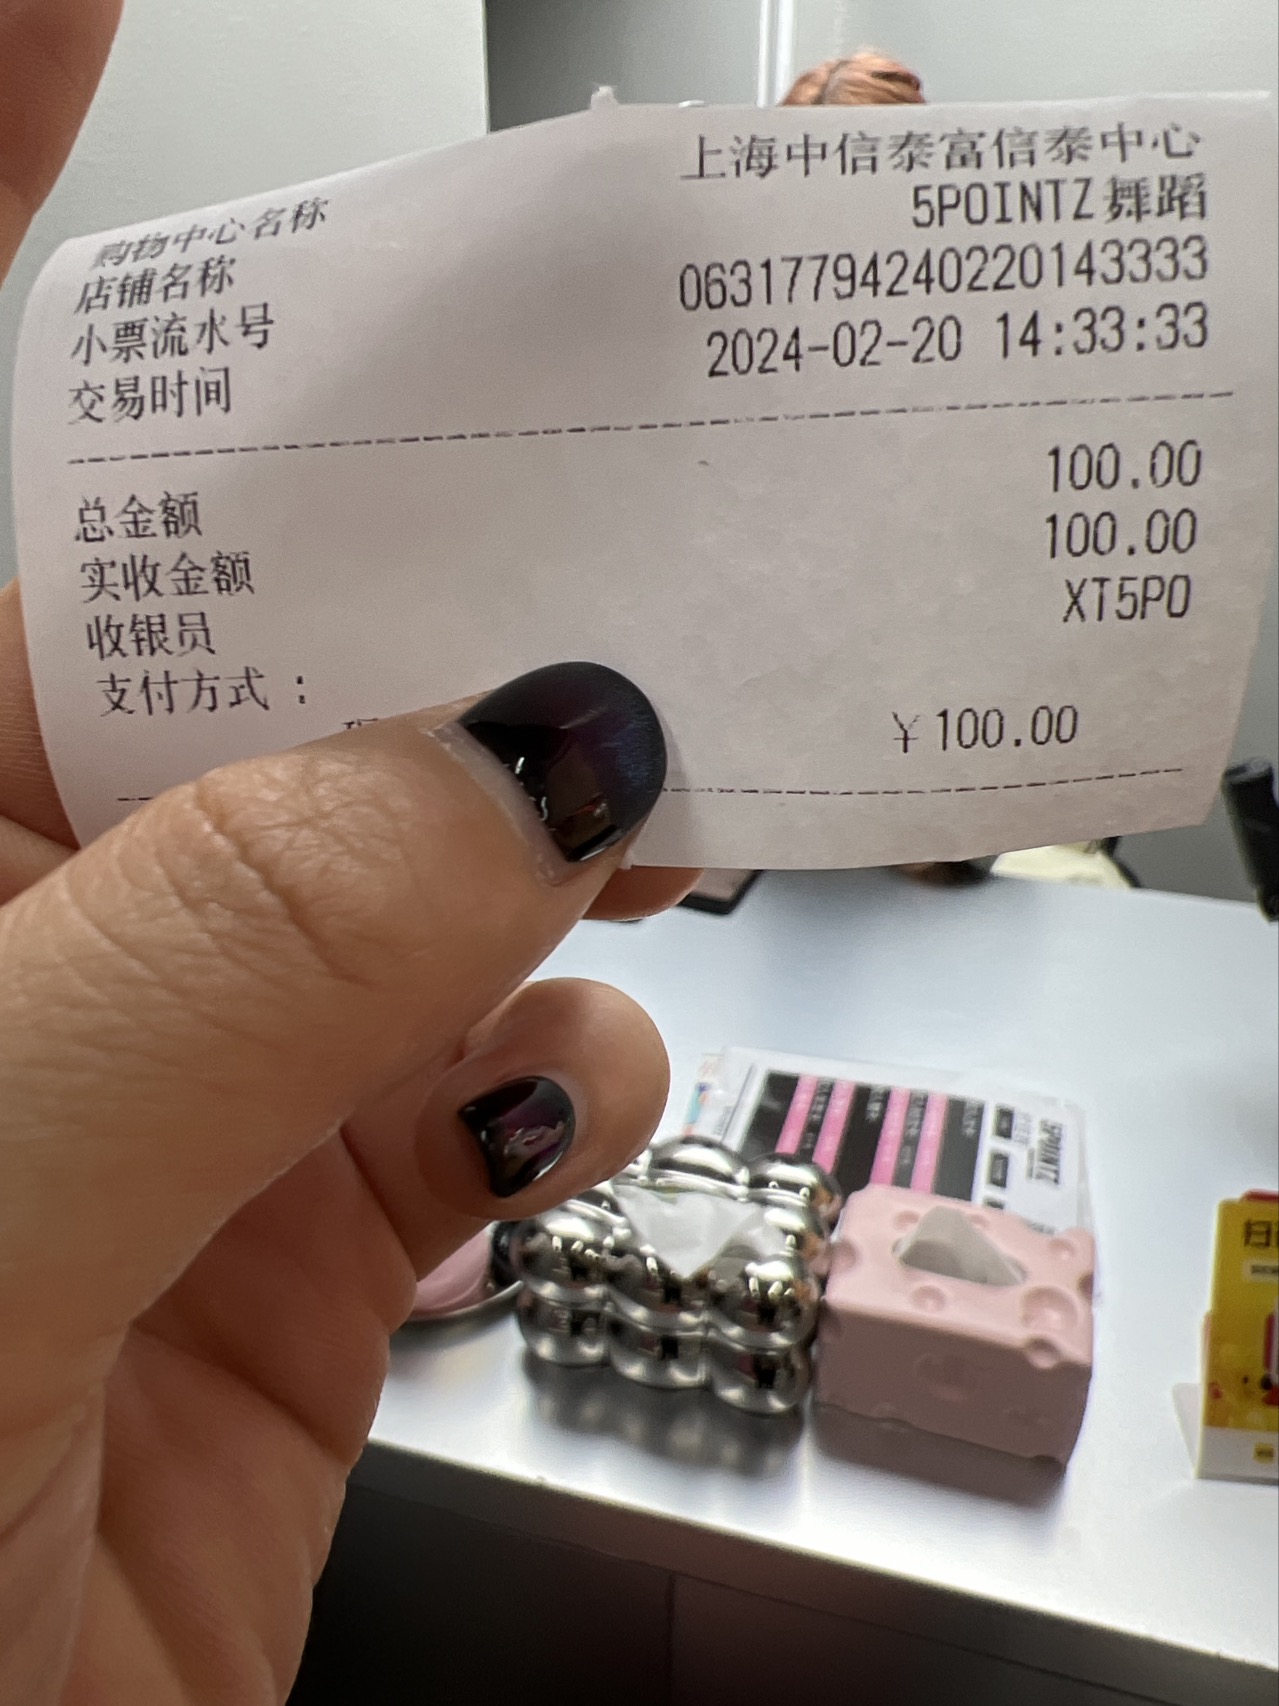 购物中心名称 上海中信泰富信泰中心
店铺名称 5POINTZ舞蹈
小票流水号 06317794240220143333
交易时间 2024-02-20 14:33:33
总金额 100.00
实收金额 100.00
收银员 XT5PO
支付方式 :
￥100.00
5POINTZ
扫